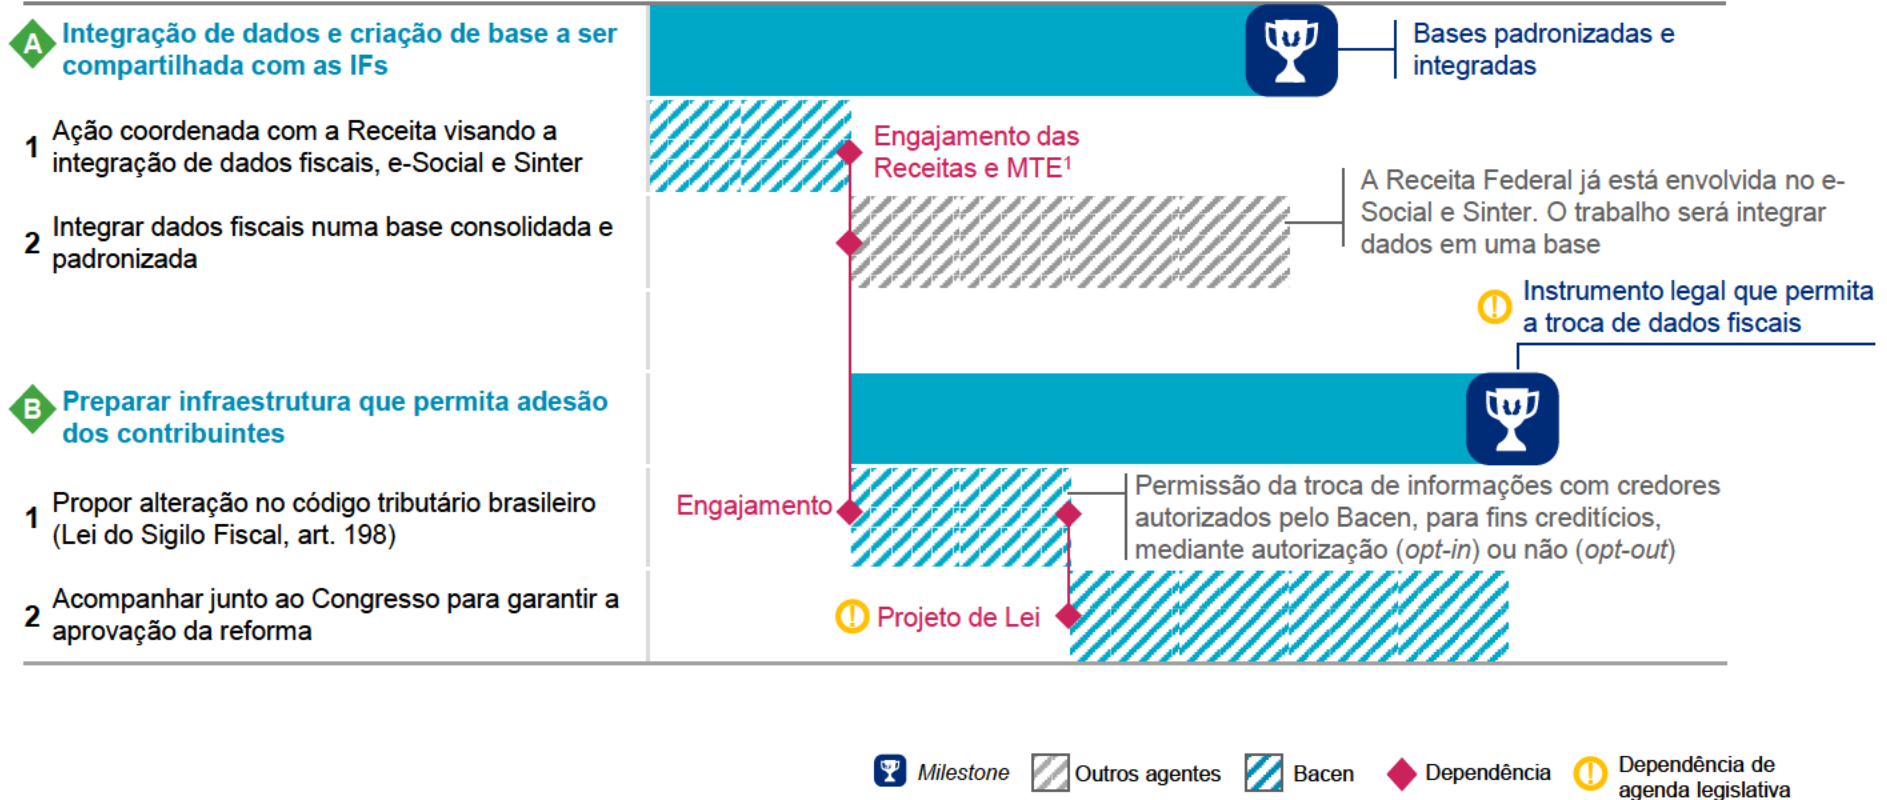 A Integração de dados e criação de base a ser
compartilhada com as IFs
Bases padronizadas e
integradas
1 Ação coordenada com a Receita visando a
integração de dados fiscais, e-Social e Sinter
Engajamento das
Receitas e MTE¹
2 Integrar dados fiscais numa base consolidada e
padronizada
A Receita Federal já está envolvida no e-
Social e Sinter. O trabalho será integrar
dados em uma base
! Instrumento legal que permita
a troca de dados fiscais
B Preparar infraestrutura que permita adesão
dos contribuintes
1 Propor alteração no código tributário brasileiro
(Lei do Sigilo Fiscal, art. 198)
Engajamento
Permissão da troca de informações com credores
autorizados pelo Bacen, para fins creditícios,
mediante autorização (opt-in) ou não (opt-out)
2 Acompanhar junto ao Congresso para garantir a
aprovação da reforma
! Projeto de Lei
Milestone
Outros agentes
Bacen
Dependência
! Dependência de
agenda legislativa